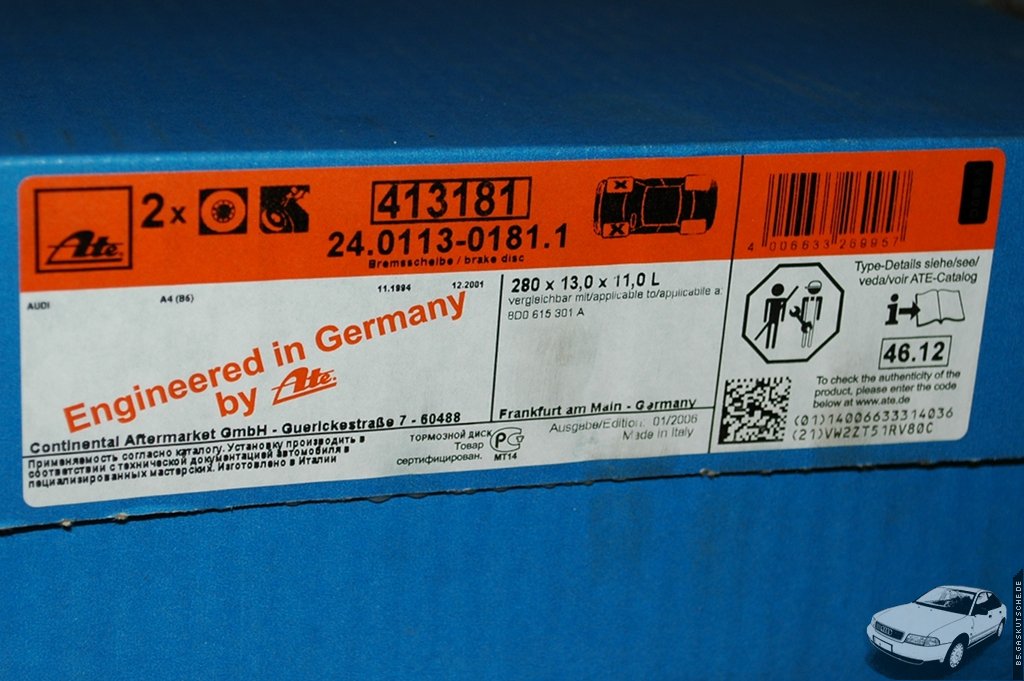 Ate
2x
413181
24.0113-0181.1
Bremsscheibe / brake disc
4 006633 269957
AUDI
A4 (B5)
11.1994
12.2001
280 x 13,0 x 11,0 L
vergleichbar mit/applicable to/applicabile a:
8D0 615 301 A
Type-Details siehe/see/
veda/voir ATE-Catalog
46.12
Engineered in Germany
by Ate.
To check the authenticity of the
product, please enter the code
below at www.ate.de
(01)14006633314036
(21)VW2ZT51RV80C
Continental Aftermarket GmbH - Guerickestraße 7 - 60488
Frankfurt am Main - Germany
Ausgabe/Edition: 01/2006
Made in Italy
Применяемость согласно каталогу. Установку производить в
соответствии с технической документацией автомобиля в
пециализированных мастерских. Изготовлено в Италии
ТОРМОЗНОЙ ДИСК
Товар
сертифицирован.
МТ14
BS.GASKUTSCHE.DE